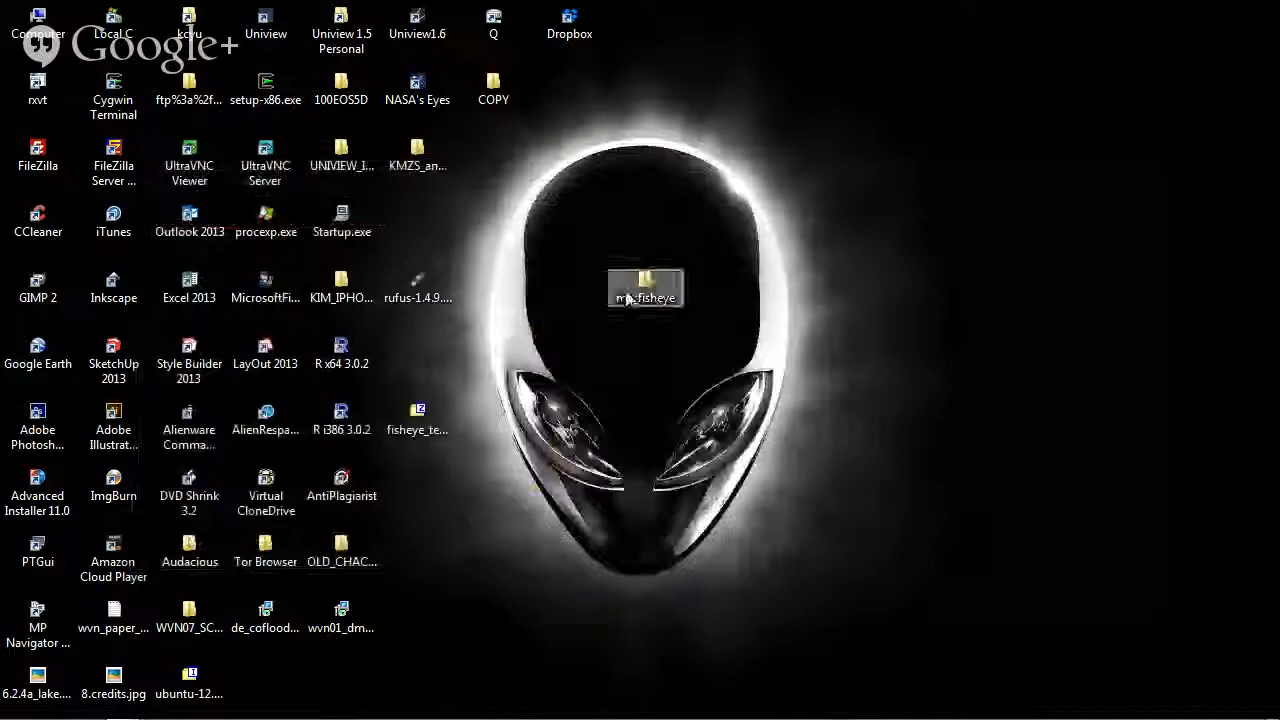 Google+
Computer
Local C
kcyu
Uniview
Uniview 1.5
Personal
Uniview1.6
Q
Dropbox
rxvt
Cygwin
Terminal
ftp%3a%2f...
setup-x86.exe
100EOS5D
NASA's Eyes
COPY
FileZilla
FileZilla
Server ...
UltraVNC
Viewer
UltraVNC
Server
UNIVIEW_I...
KMZS_an...
CCleaner
iTunes
Outlook 2013
procexp.exe
Startup.exe
GIMP 2
Inkscape
Excel 2013
MicrosoftFi...
KIM_IPHO...
rufus-1.4.9....
Google Earth
SketchUp
2013
Style Builder
2013
LayOut 2013
R x64 3.0.2
Adobe
Photosh...
Adobe
Illustrat...
Alienware
Comma...
AlienRespa...
R i386 3.0.2
fisheye_te...
Advanced
Installer 11.0
ImgBurn
DVD Shrink
3.2
Virtual
CloneDrive
AntiPlagiarist
PTGui
Amazon
Cloud Player
Audacious
Tor Browser
OLD_CHAC...
MP
Navigator ...
wvn_paper_...
WVN07_SC...
de_coflood...
wvn01_dm...
6.2.4a_lake....
8.credits.jpg
ubuntu-12....